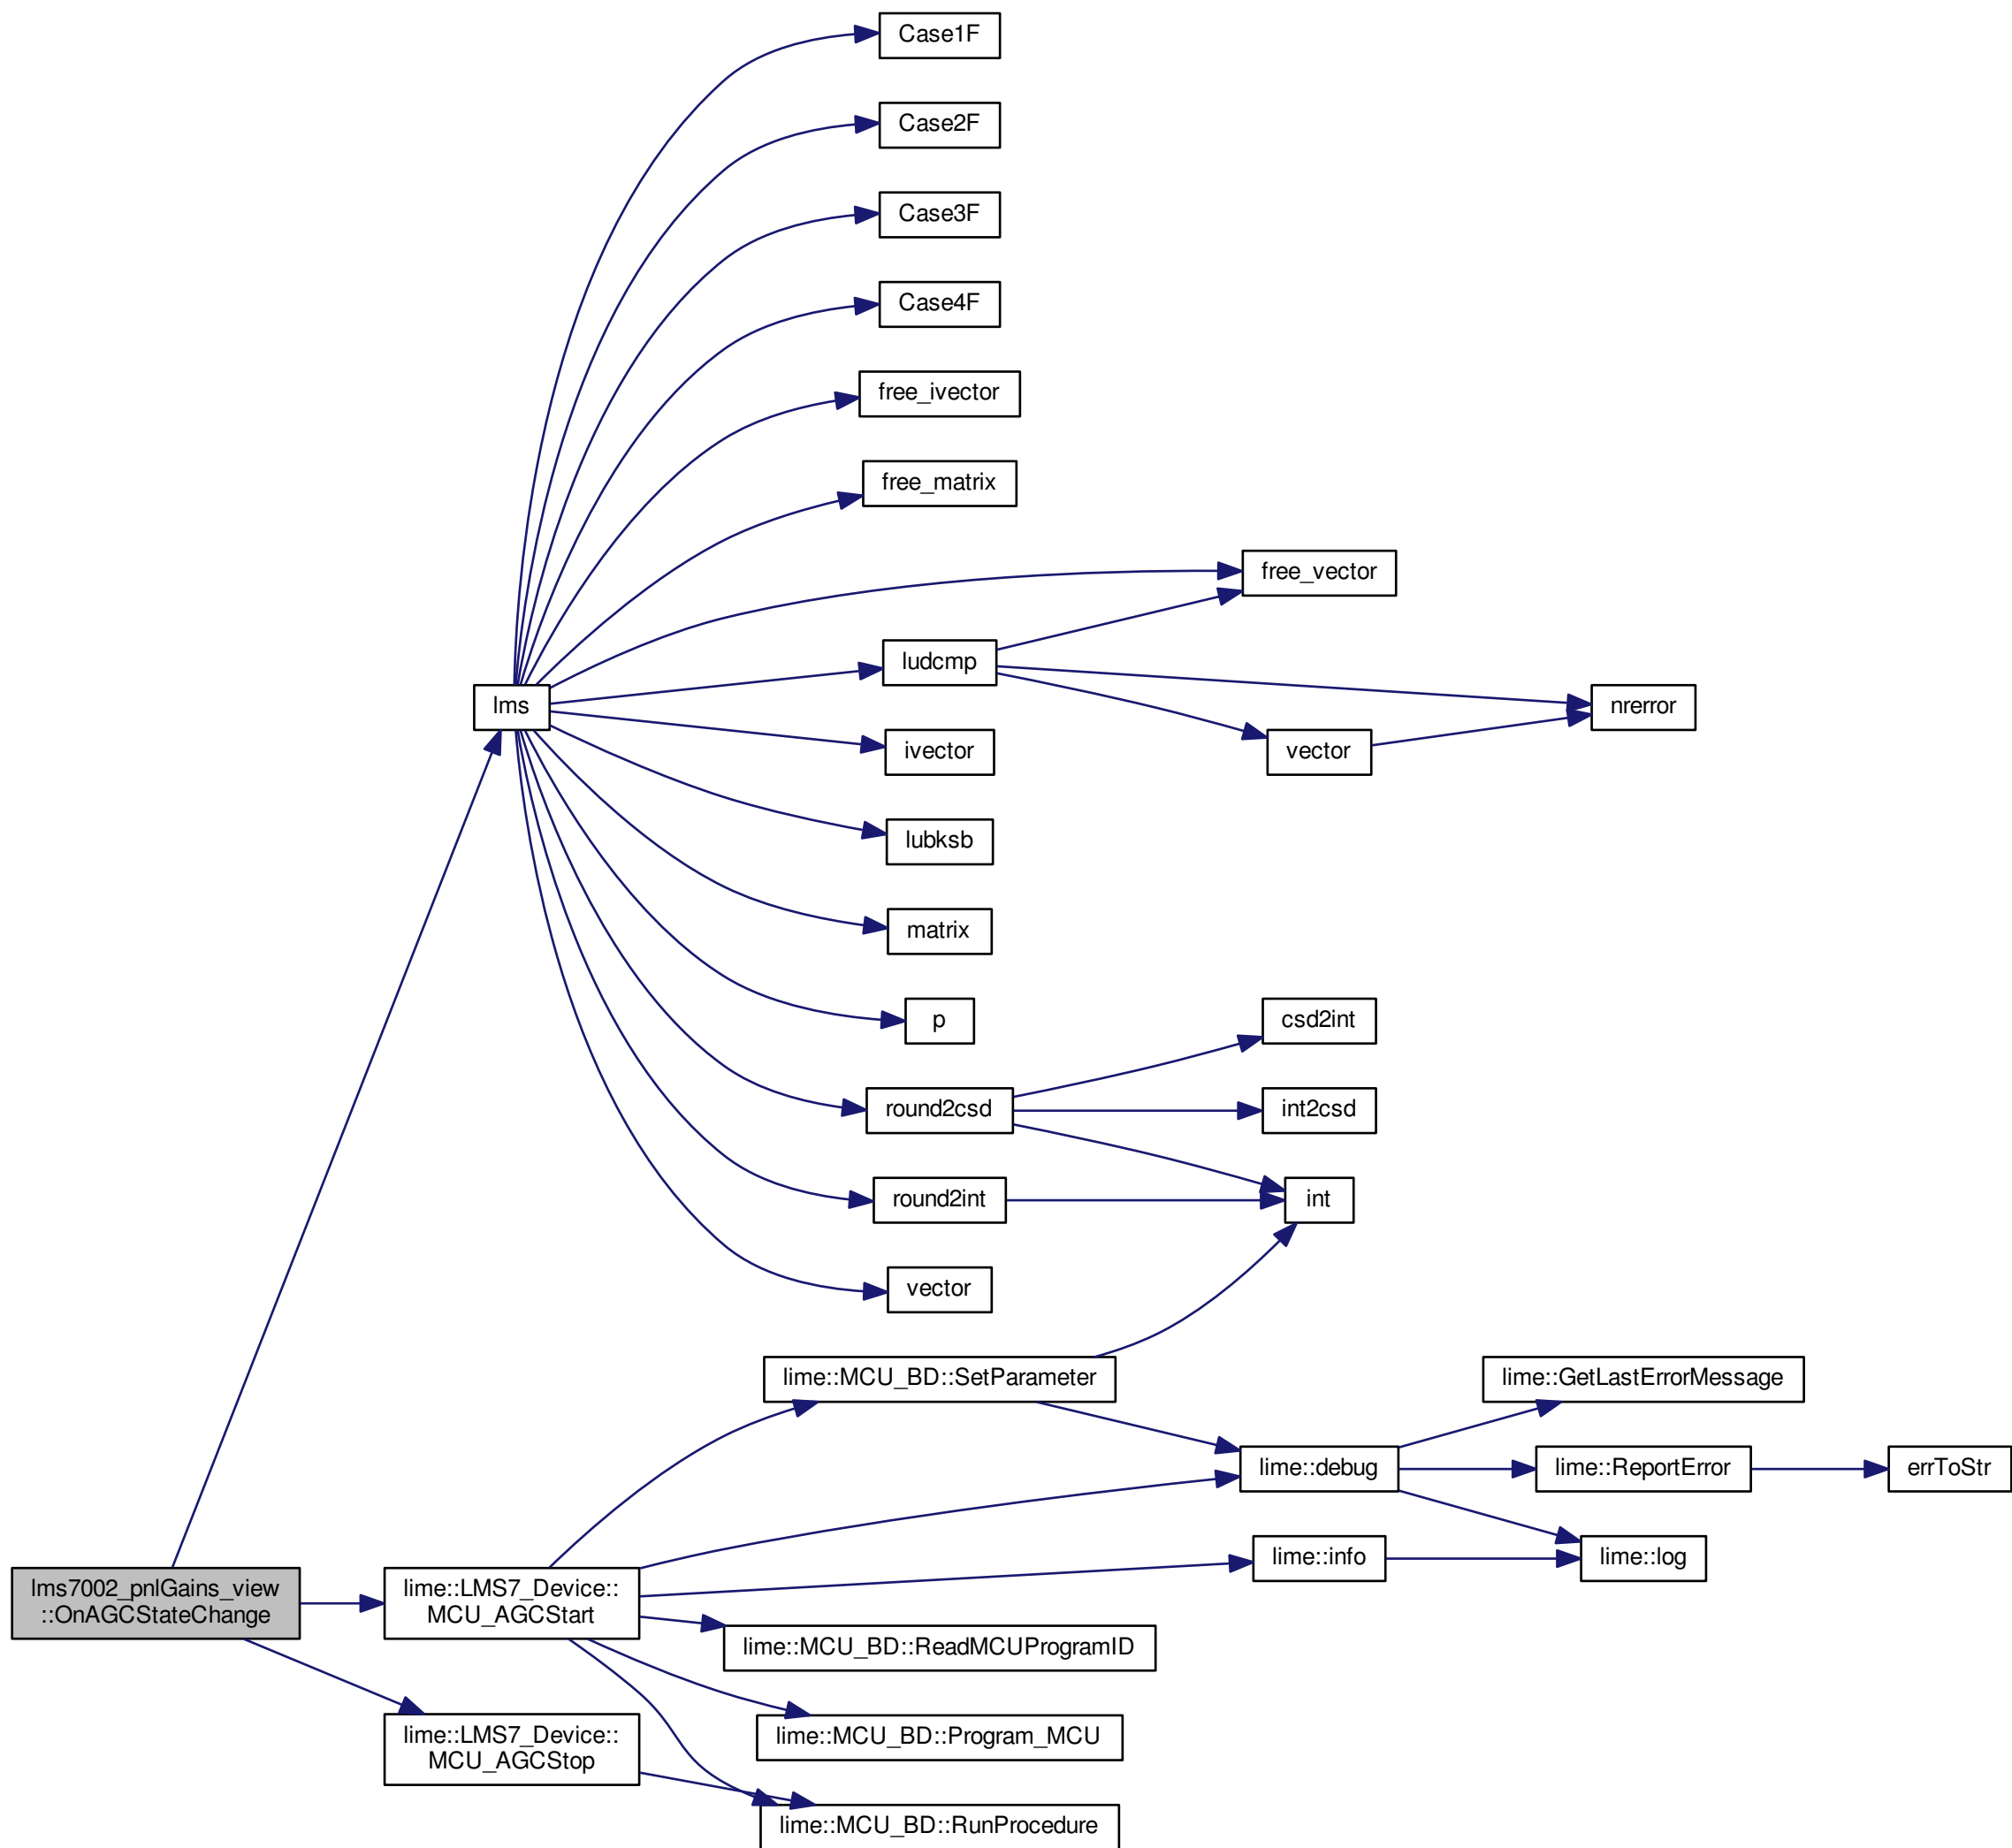 Case1F
Case2F
Case3F
Case4F
free_ivector
free_matrix
free_vector
ludcmp
lms
nrerror
ivector
vector
lubksb
matrix
p
csd2int
round2csd
int2csd
round2int
int
vector
lime::MCU_BD::SetParameter
lime::GetLastErrorMessage
lime::debug
lime::ReportError
errToStr
lime::info
lime::log
lms7002_pnlGains_view
::OnAGCStateChange
lime::LMS7_Device::
MCU_AGCStart
lime::MCU_BD::ReadMCUProgramID
lime::MCU_BD::Program_MCU
lime::LMS7_Device::
MCU_AGCStop
lime::MCU_BD::RunProcedure